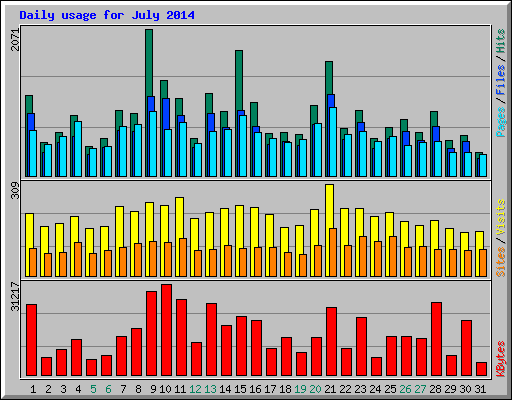 Daily usage for July 2014
2071
Pages / Files / Hits
309
Sites / Visits
31217
KBytes
1 2 3 4 5 6 7 8 9 10 11 12 13 14 15 16 17 18 19 20 21 22 23 24 25 26 27 28 29 30 31